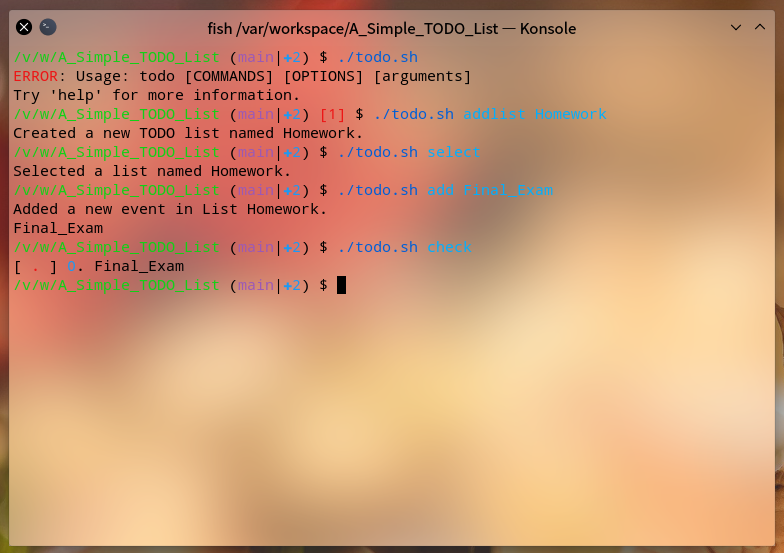 fish /var/workspace/A_Simple_TODO_List — Konsole
/v/w/A_Simple_TODO_List (main|+2) $ ./todo.sh
ERROR: Usage: todo [COMMANDS] [OPTIONS] [arguments]
Try 'help' for more information.
/v/w/A_Simple_TODO_List (main|+2) [1] $ ./todo.sh addlist Homework
Created a new TODO list named Homework.
/v/w/A_Simple_TODO_List (main|+2) $ ./todo.sh select
Selected a list named Homework.
/v/w/A_Simple_TODO_List (main|+2) $ ./todo.sh add Final_Exam
Added a new event in List Homework.
Final_Exam
/v/w/A_Simple_TODO_List (main|+2) $ ./todo.sh check
[ . ] 0. Final_Exam
/v/w/A_Simple_TODO_List (main|+2) $